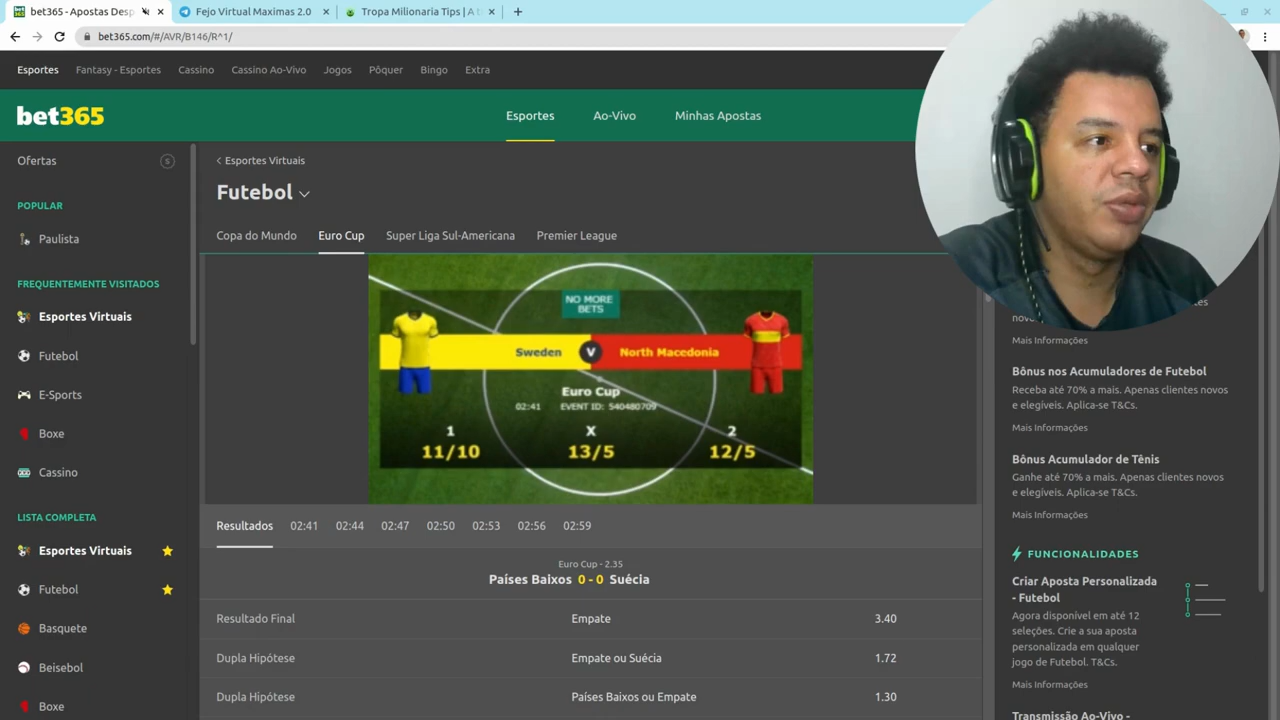 bet365 - Apostas Desp
Fejo Virtual Maximas 2.0
Tropa Milionaria Tips | A t
bet365.com/#/AVR/B146/R^1/
Esportes
Fantasy - Esportes
Cassino
Cassino Ao-Vivo
Jogos
Pôquer
Bingo
Extra
bet365
Esportes
Ao-Vivo
Minhas Apostas
Ofertas
5
POPULAR
Paulista
FREQUENTEMENTE VISITADOS
Esportes Virtuais
Futebol
E-Sports
Boxe
Cassino
LISTA COMPLETA
Esportes Virtuais
Futebol
Basquete
Beisebol
Boxe
Esportes Virtuais
Futebol
Copa do Mundo
Euro Cup
Super Liga Sul-Americana
Premier League
NO MORE
BETS
Sweden
V
North Macedonia
Euro Cup
02:41 EVENT ID: 540480709
1
X
2
11/10
13/5
12/5
Resultados
02:41
02:44
02:47
02:50
02:53
02:56
02:59
Euro Cup - 2.35
Países Baixos 0 - 0 Suécia
Resultado Final Empate 3.40
Dupla Hipótese Empate ou Suécia 1.72
Dupla Hipótese Países Baixos ou Empate 1.30
Mais Informações
Bônus nos Acumuladores de Futebol
Receba até 70% a mais. Apenas clientes novos
e elegíveis. Aplica-se T&Cs.
Mais Informações
Bônus Acumulador de Tênis
Ganhe até 70% a mais. Apenas clientes novos
e elegíveis. Aplica-se T&Cs.
Mais Informações
FUNCIONALIDADES
Criar Aposta Personalizada
- Futebol
Agora disponível em até 12
seleções. Crie a sua aposta
personalizada em qualquer
jogo de Futebol. T&Cs.
Mais Informações
Transmissão Ao-Vivo -